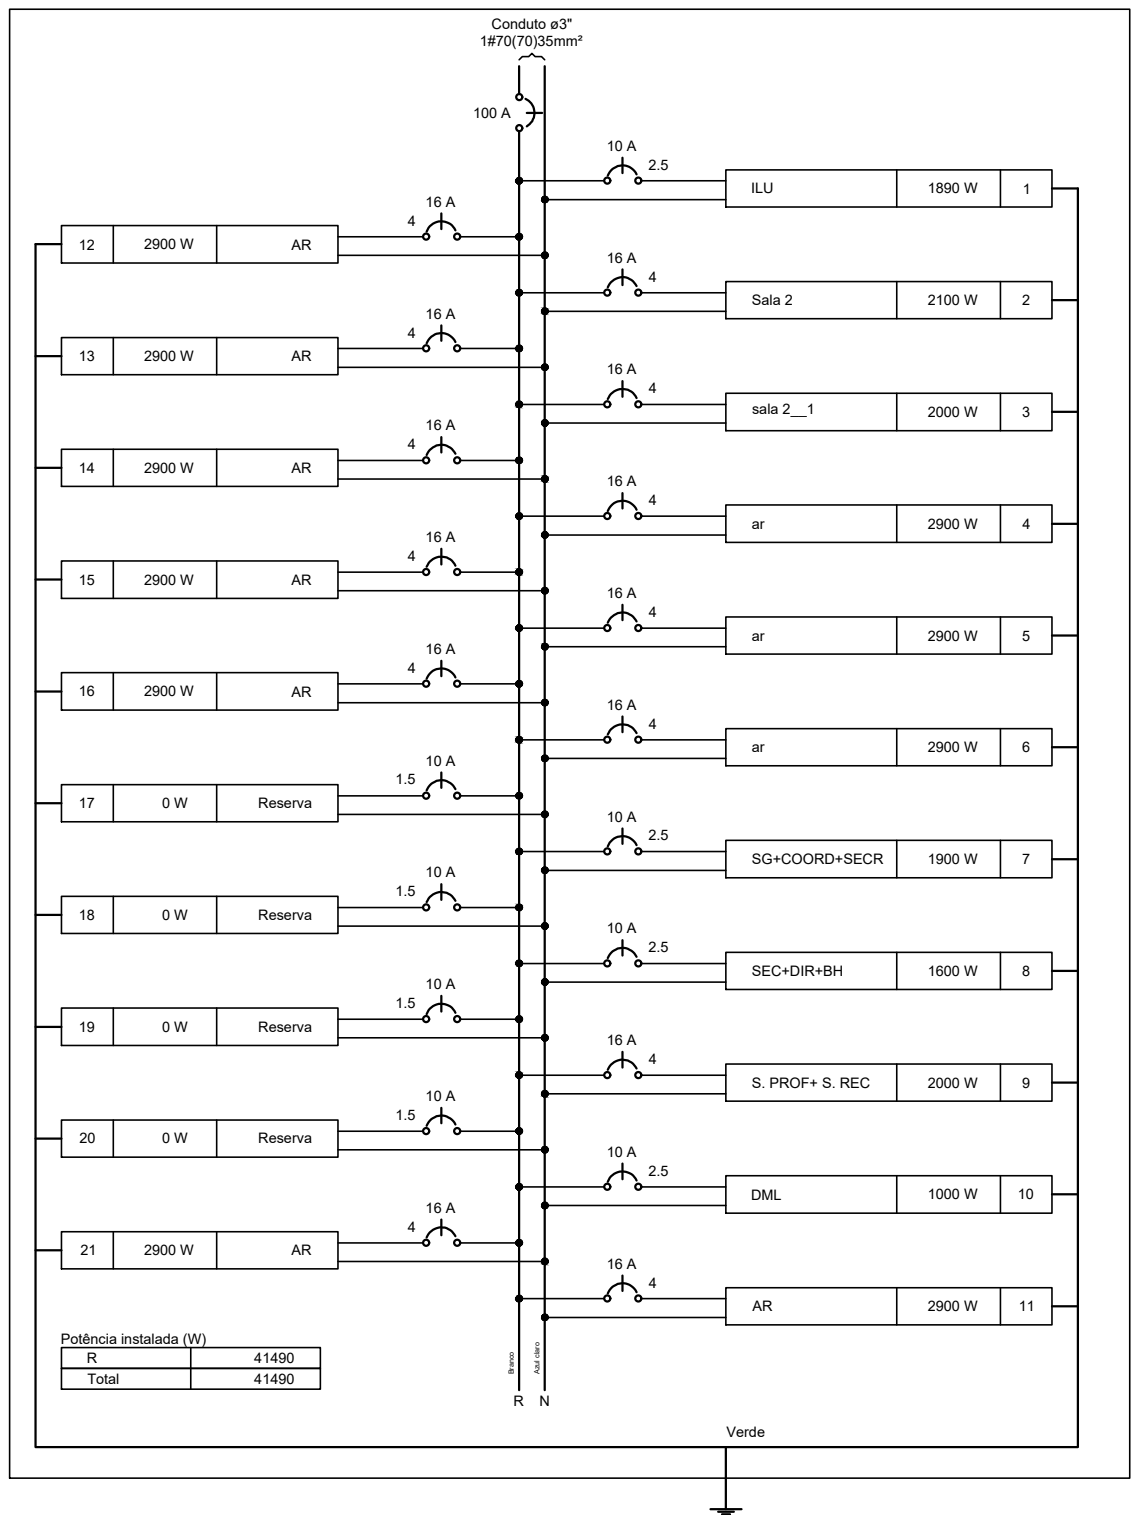 Conduto ø3"
1#70(70)35mm²
100 A
10 A
2.5
ILU 1890 W 1
16 A
4
12 2900 W AR
16 A
4
Sala 2 2100 W 2
16 A
4
13 2900 W AR
16 A
4
sala 2__1 2000 W 3
16 A
4
14 2900 W AR
16 A
4
ar 2900 W 4
16 A
4
15 2900 W AR
16 A
4
ar 2900 W 5
16 A
4
16 2900 W AR
16 A
4
ar 2900 W 6
10 A
1.5
17 0 W Reserva
10 A
2.5
SG+COORD+SECR 1900 W 7
10 A
1.5
18 0 W Reserva
10 A
2.5
SEC+DIR+BH 1600 W 8
10 A
1.5
19 0 W Reserva
16 A
4
S. PROF+ S. REC 2000 W 9
10 A
1.5
20 0 W Reserva
10 A
2.5
DML 1000 W 10
16 A
4
21 2900 W AR
16 A
4
AR 2900 W 11
Potência instalada (W)
R 41490
Total 41490
Branco
Azul claro
R N
Verde